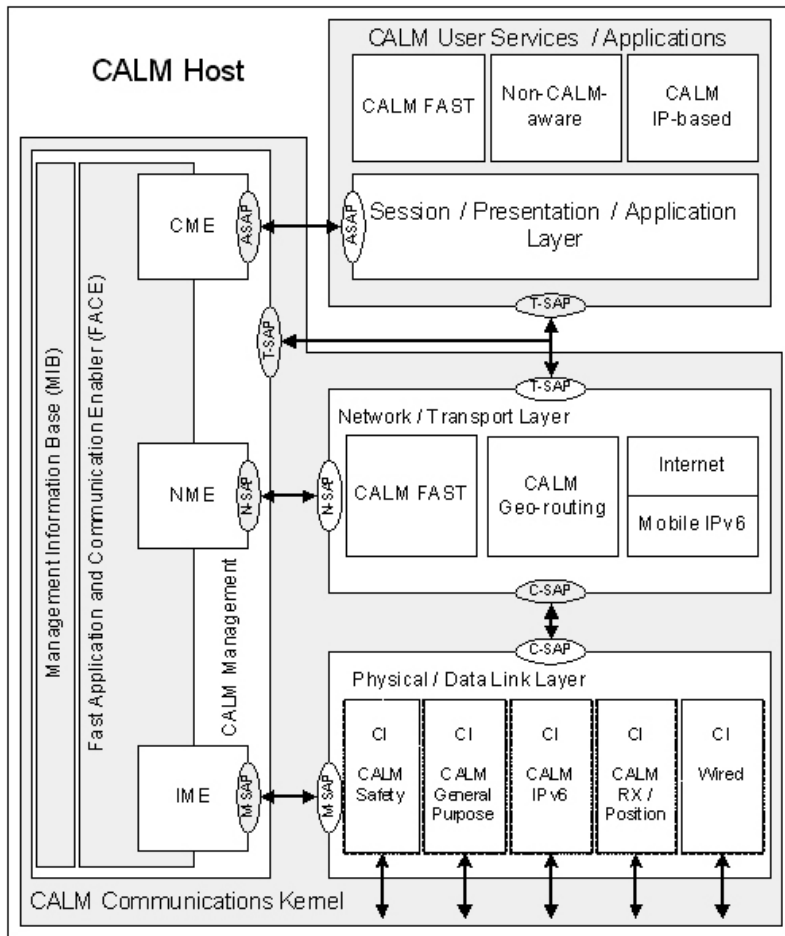 CALM Host
CALM User Services / Applications
CALM FAST
Non-CALM-
aware
CALM
IP-based
Session / Presentation / Application
Layer
CME
A-SAP
A-SAP
T-SAP
T-SAP
T-SAP
Management Information Base (MIB)
Fast Application and Communication Enabler (FACE)
CALM Management
Network / Transport Layer
NME
N-SAP
N-SAP
CALM FAST
CALM
Geo-routing
Internet
Mobile IPv6
C-SAP
C-SAP
Physical / Data Link Layer
IME
M-SAP
M-SAP
CI
CALM
Safety
CI
CALM
General
Purpose
CI
CALM
IPv6
CI
CALM
RX /
Position
CI
Wired
CALM Communications Kernel